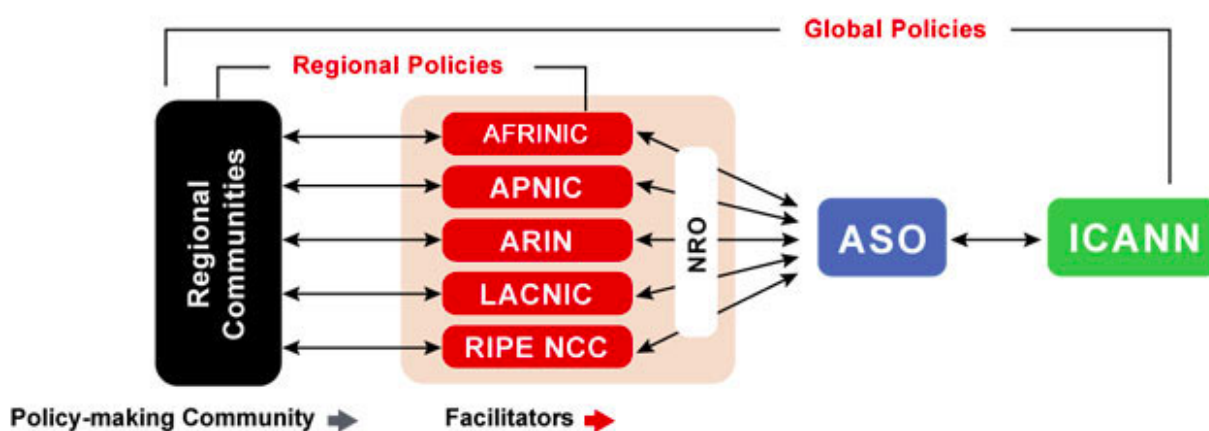 Global Policies
Regional Policies
Regional
Communities
AFRINIC
APNIC
ARIN
LACNIC
RIPE NCC
NRO
ASO
ICANN
Policy-making Community
Facilitators